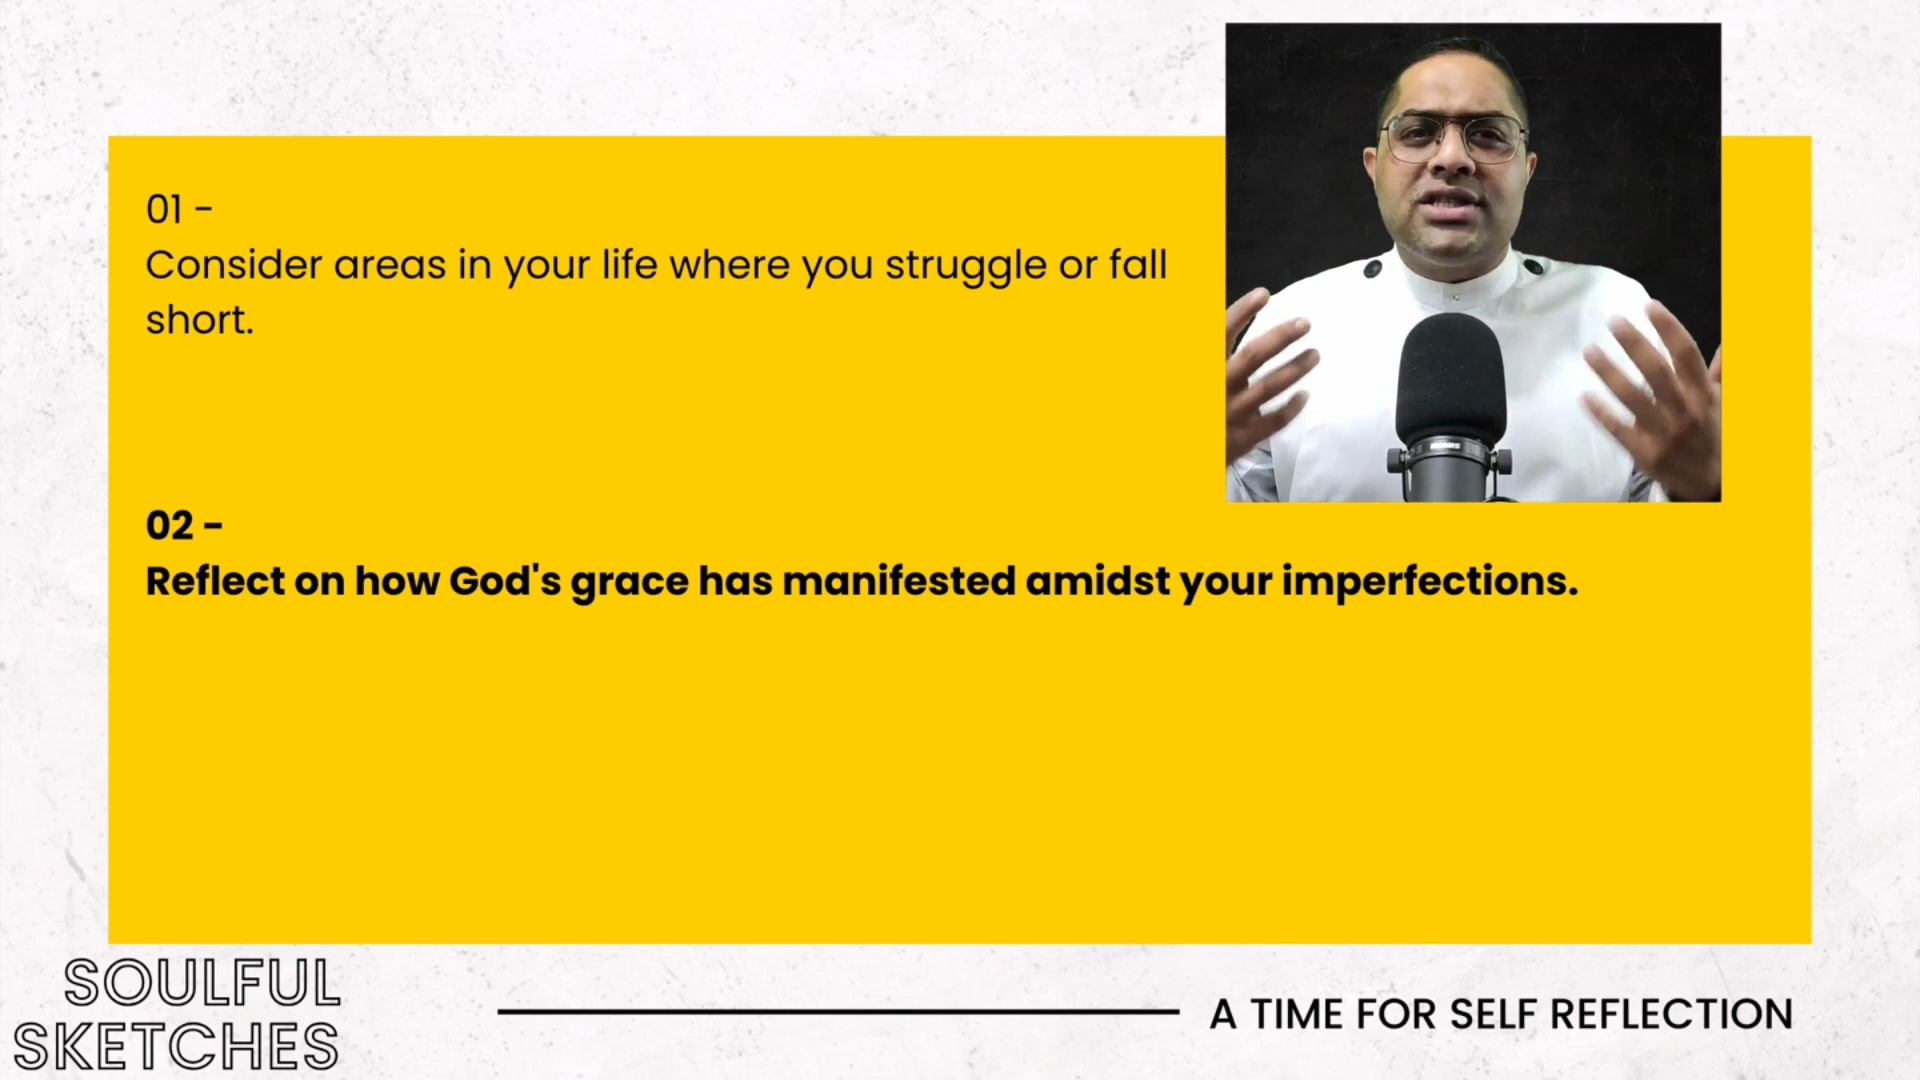 01 -
Consider areas in your life where you struggle or fall
short.
02 -
Reflect on how God's grace has manifested amidst your imperfections.
SOULFUL
SKETCHES
A TIME FOR SELF REFLECTION